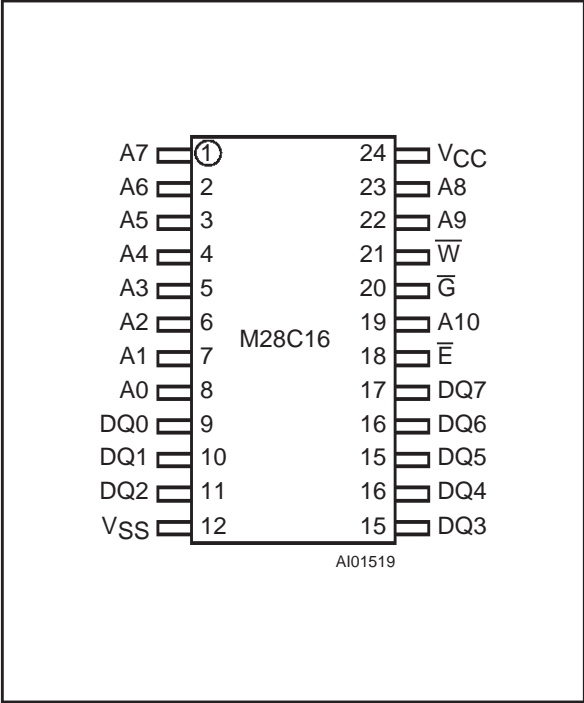 A7 1 24 VCC
A6 2 23 A8
A5 3 22 A9
A4 4 21 W̅
A3 5 20 G̅
A2 6 19 A10
M28C16
A1 7 18 E̅
A0 8 17 DQ7
DQ0 9 16 DQ6
DQ1 10 15 DQ5
DQ2 11 16 DQ4
VSS 12 15 DQ3
AI01519